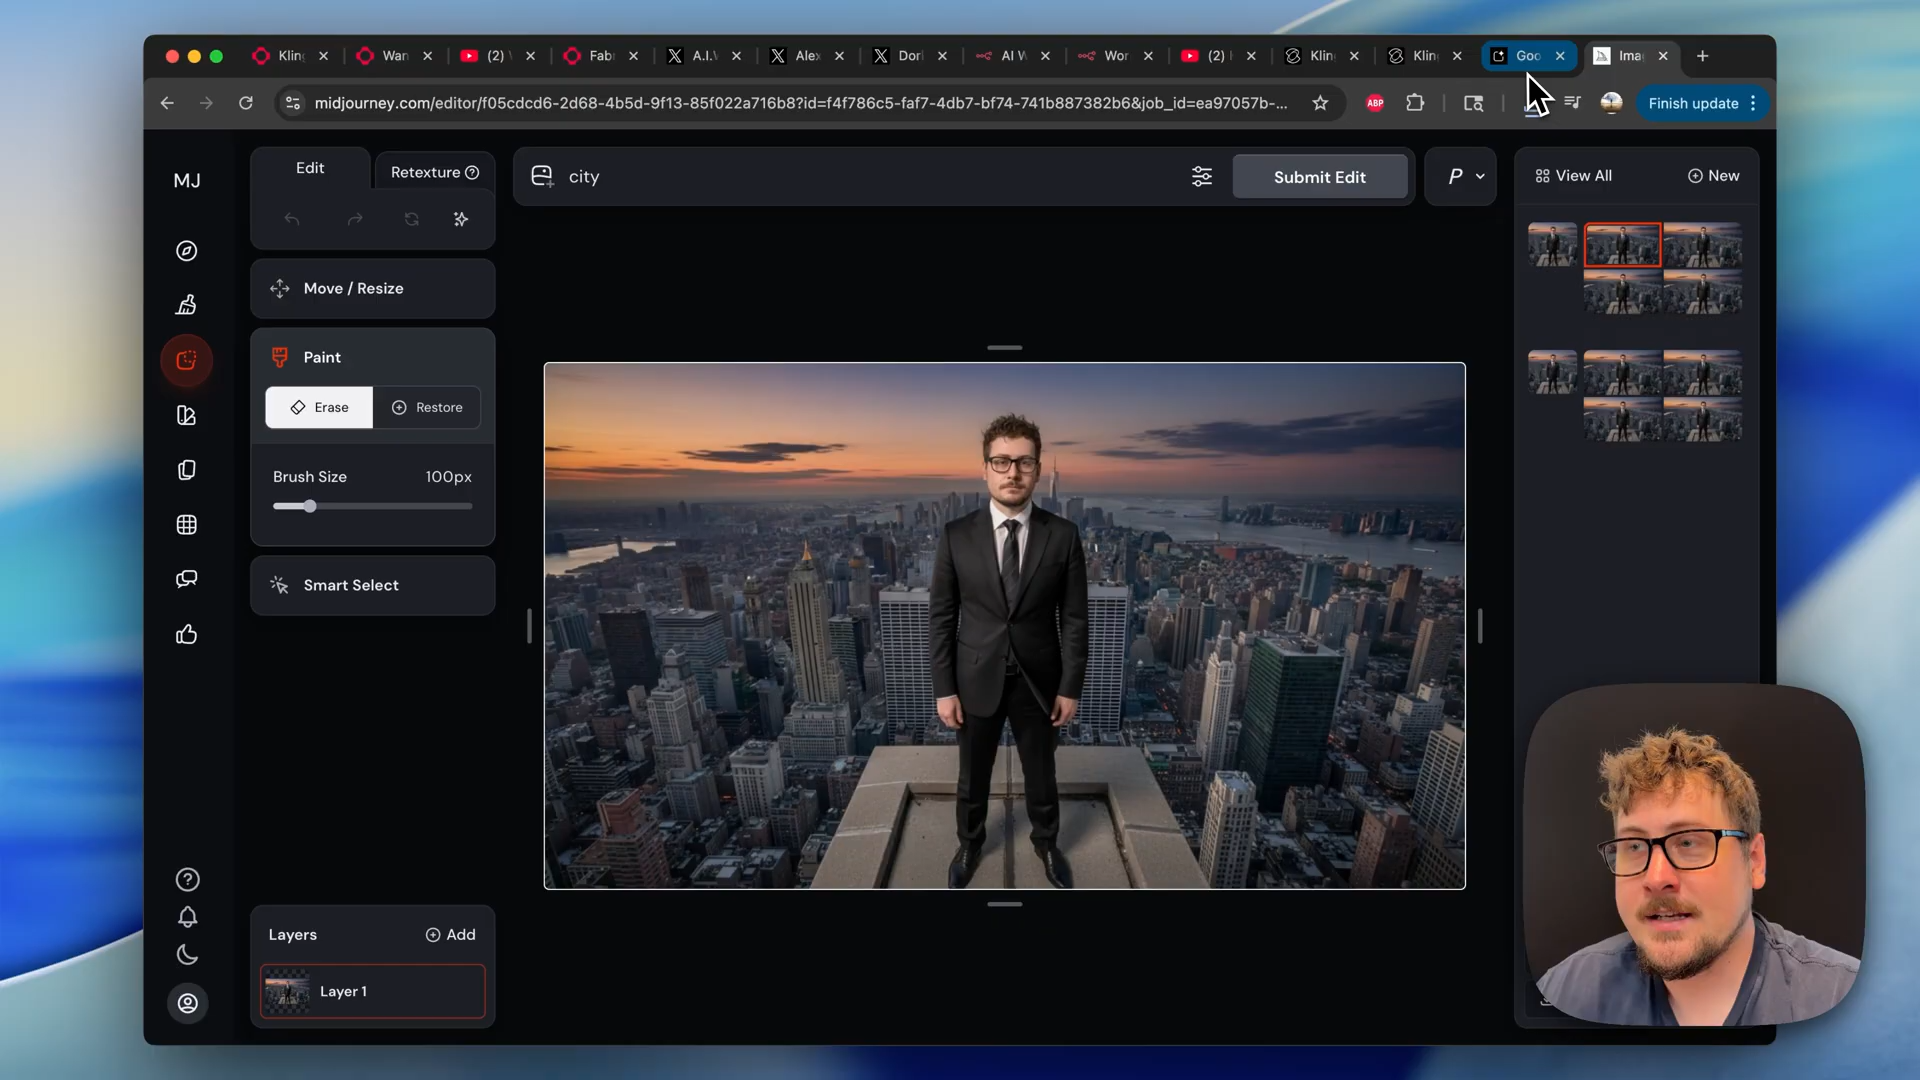 Klin
Wan
(2)
Fab
A.I.
Alex
Dor
AI W
Wor
(2)
Klin
Klin
Goo
Ima
midjourney.com/editor/f05cdcd6-2d68-4b5d-9f13-85f022a716b8?id=f4f786c5-faf7-4db7-bf74-741b887382b6&job_id=ea97057b-...
ABP
Finish update
MJ
Edit
Retexture
city
Submit Edit
P
View All
New
Move / Resize
Paint
Erase
Restore
Brush Size
100px
Smart Select
Layers
Add
Layer 1